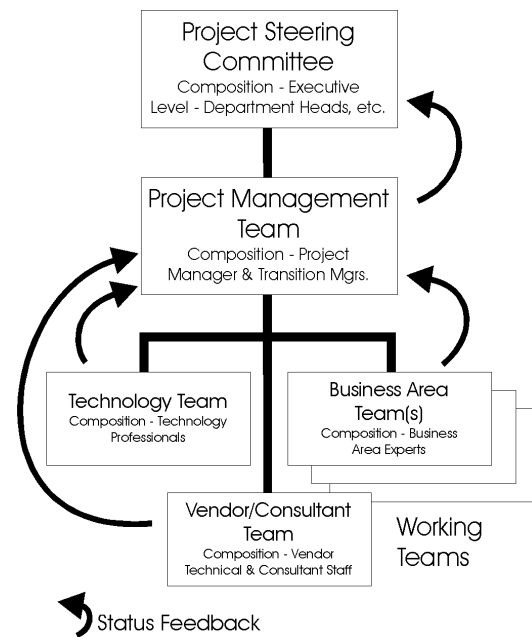 Project Steering
Committee
Composition - Executive
Level - Department Heads, etc.
Project Management
Team
Composition - Project
Manager & Transition Mgrs.
Technology Team
Composition - Technology
Professionals
Business Area
Team(s)
Composition - Business
Area Experts
Vendor/Consultant
Team
Composition - Vendor
Technical & Consultant Staff
Working
Teams
Status Feedback